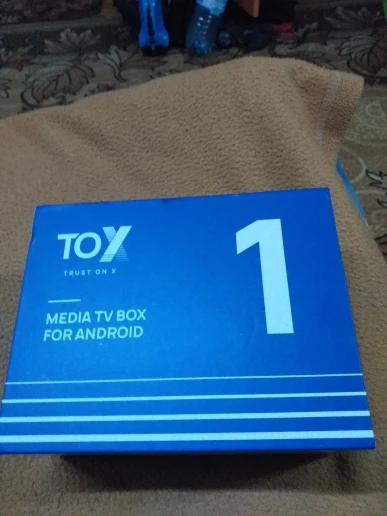 TOX
TRUST ON X
1
MEDIA TV BOX
FOR ANDROID